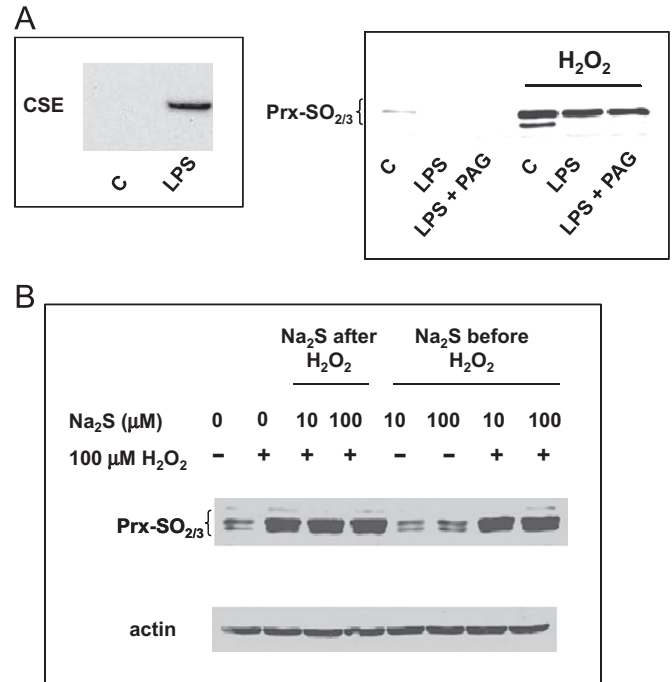 A
CSE
C
LPS
H₂O₂
Prx-SO₂/₃
C
LPS
LPS + PAG
C
LPS
LPS + PAG
B
Na₂S after
H₂O₂
Na₂S before
H₂O₂
Na₂S (μM) 0 0 10 100 10 100 10 100
100 μM H₂O₂ – + + + – – + +
Prx-SO₂/₃
actin